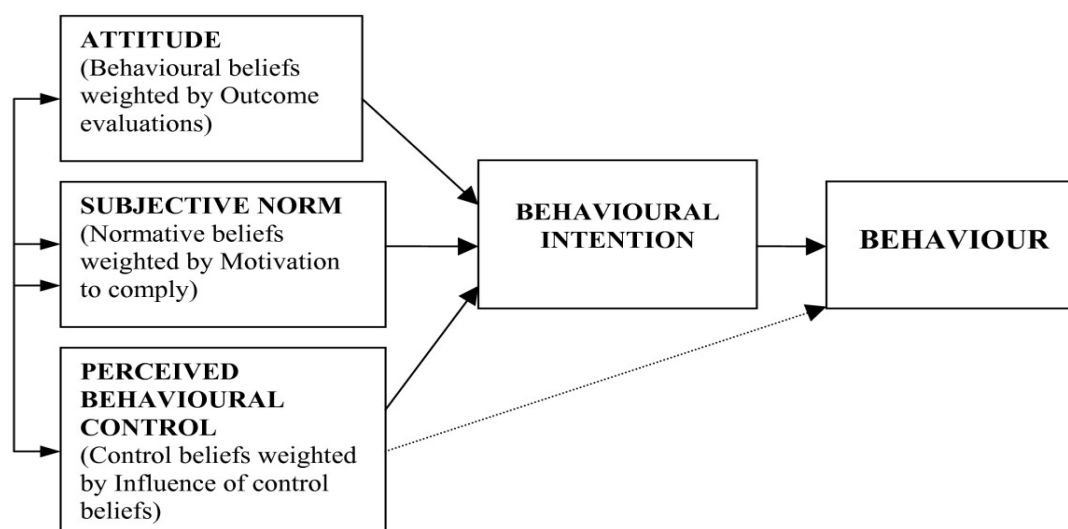 ATTITUDE
(Behavioural beliefs
weighted by Outcome
evaluations)
SUBJECTIVE NORM
(Normative beliefs
weighted by Motivation
to comply)
PERCEIVED
BEHAVIOURAL
CONTROL
(Control beliefs weighted
by Influence of control
beliefs)
BEHAVIOURAL
INTENTION
BEHAVIOUR